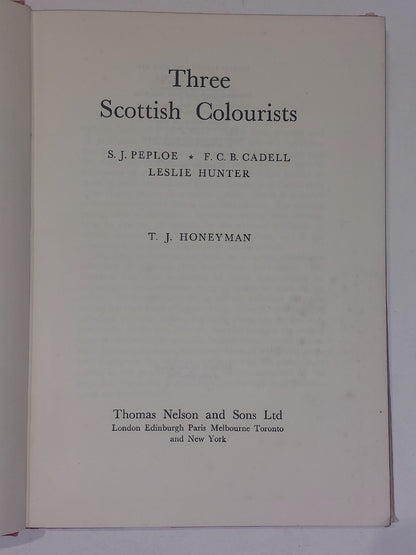 Three
Scottish Colourists
S. J. PEPLOE ★ F. C. B. CADELL
LESLIE HUNTER
T. J. HONEYMAN
Thomas Nelson and Sons Ltd
London Edinburgh Paris Melbourne Toronto
and New York